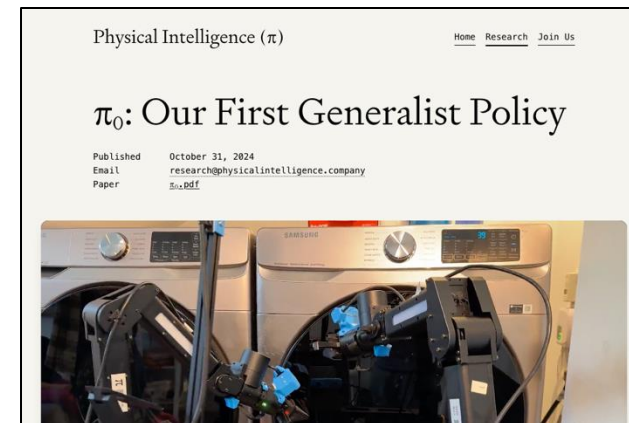 Physical Intelligence (π)
Home Research Join Us
π₀: Our First Generalist Policy
Published October 31, 2024
Email research@physicalintelligence.company
Paper π₀.pdf
SAMSUNG